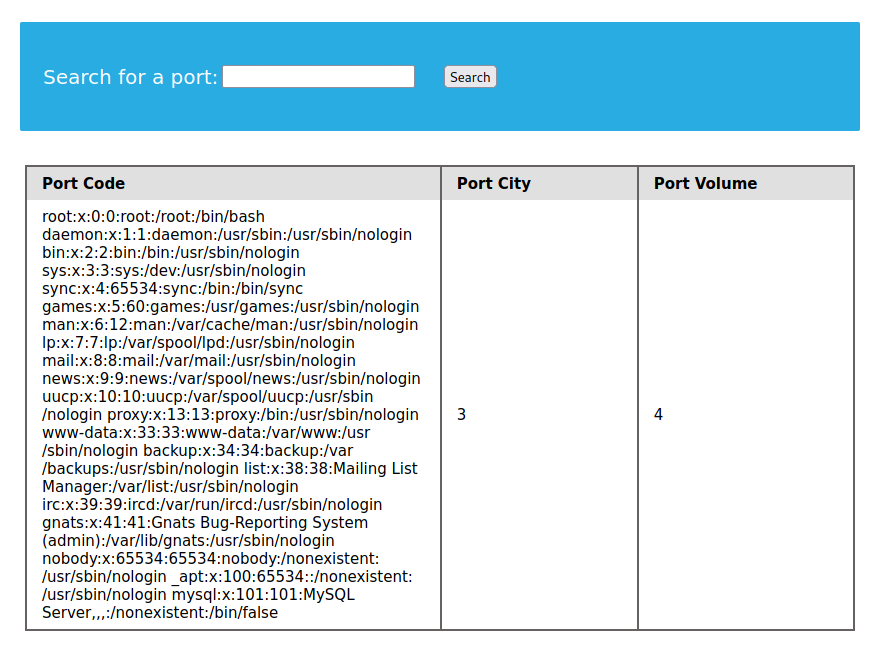 Search for a port: Search
Port Code Port City Port Volume
root:x:0:0:root:/root:/bin/bash
daemon:x:1:1:daemon:/usr/sbin:/usr/sbin/nologin
bin:x:2:2:bin:/bin:/usr/sbin/nologin
sys:x:3:3:sys:/dev:/usr/sbin/nologin
sync:x:4:65534:sync:/bin:/bin/sync
games:x:5:60:games:/usr/games:/usr/sbin/nologin
man:x:6:12:man:/var/cache/man:/usr/sbin/nologin
lp:x:7:7:lp:/var/spool/lpd:/usr/sbin/nologin
mail:x:8:8:mail:/var/mail:/usr/sbin/nologin
news:x:9:9:news:/var/spool/news:/usr/sbin/nologin
uucp:x:10:10:uucp:/var/spool/uucp:/usr/sbin
/nologin proxy:x:13:13:proxy:/bin:/usr/sbin/nologin
www-data:x:33:33:www-data:/var/www:/usr
/sbin/nologin backup:x:34:34:backup:/var
/backups:/usr/sbin/nologin list:x:38:38:Mailing List
Manager:/var/list:/usr/sbin/nologin
irc:x:39:39:ircd:/var/run/ircd:/usr/sbin/nologin
gnats:x:41:41:Gnats Bug-Reporting System
(admin):/var/lib/gnats:/usr/sbin/nologin
nobody:x:65534:65534:nobody:/nonexistent:
/usr/sbin/nologin _apt:x:100:65534::/nonexistent:
/usr/sbin/nologin mysql:x:101:101:MySQL
Server,,,:/nonexistent:/bin/false
3
4